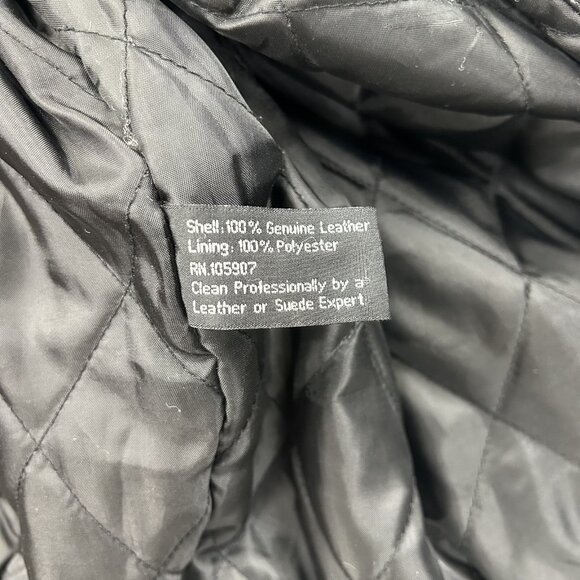 Shell: 100% Genuine Leather
Lining: 100% Polyester
RN.105907
Clean Professionally by a
Leather or Suede Expert